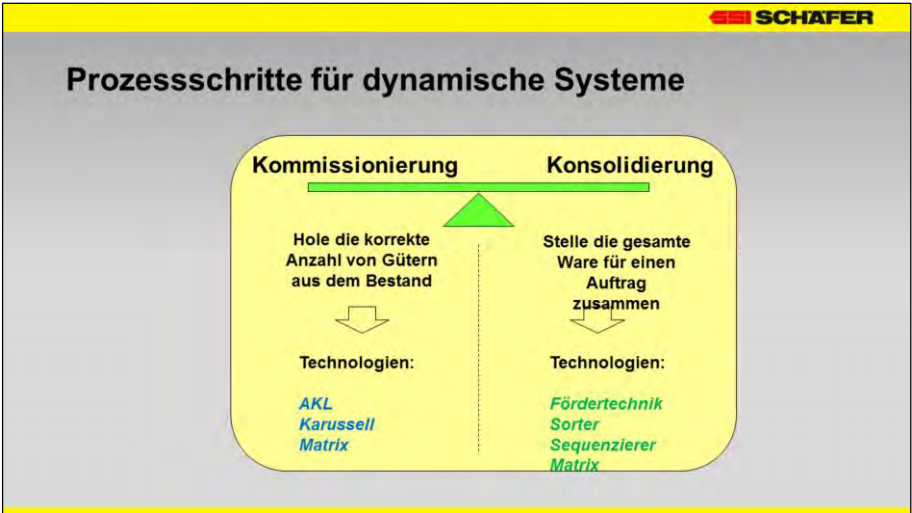 SSI SCHÄFER
Prozessschritte für dynamische Systeme
Kommissionierung
Konsolidierung
Hole die korrekte
Anzahl von Gütern
aus dem Bestand
Stelle die gesamte
Ware für einen
Auftrag
zusammen
Technologien:
AKL
Karussell
Matrix
Technologien:
Fördertechnik
Sorter
Sequenzierer
Matrix